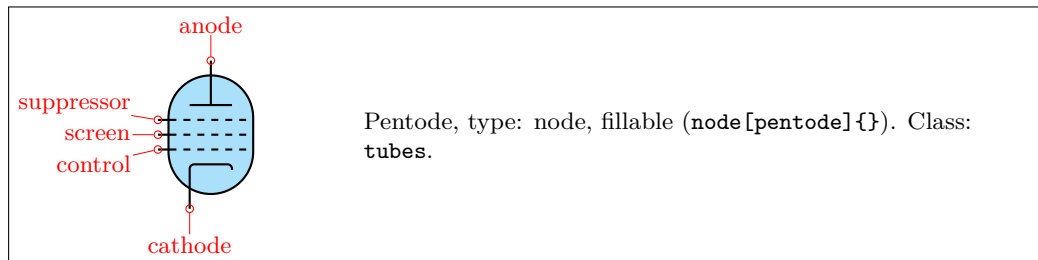 anode
suppressor
screen
control
cathode
Pentode, type: node, fillable (node[pentode]{}). Class:
tubes.